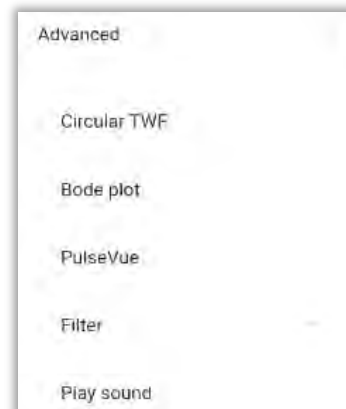 Advanced
Circular TWF
Bode plot
PulseVue
Filter
Play sound